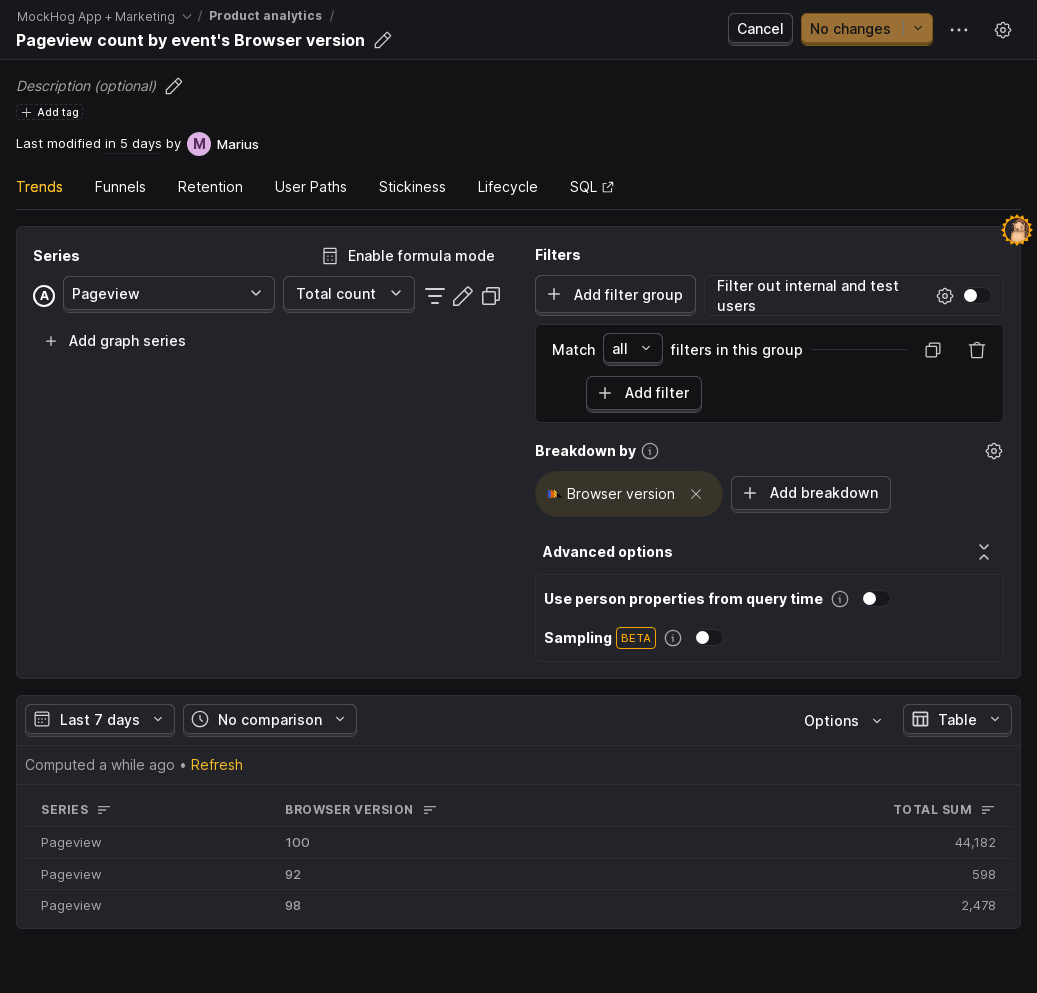 MockHog App + Marketing / Product analytics /
Pageview count by event's Browser version
Cancel
No changes
Description (optional)
Add tag
Last modified in 5 days by M Marius
Trends Funnels Retention User Paths Stickiness Lifecycle SQL
Series
Enable formula mode
A Pageview Total count
Add graph series
Filters
Add filter group
Filter out internal and test
users
Match all filters in this group
Add filter
Breakdown by
Browser version
Add breakdown
Advanced options
Use person properties from query time
Sampling BETA
Last 7 days No comparison Options Table
Computed a while ago • Refresh
SERIES BROWSER VERSION TOTAL SUM
Pageview 100 44,182
Pageview 92 598
Pageview 98 2,478